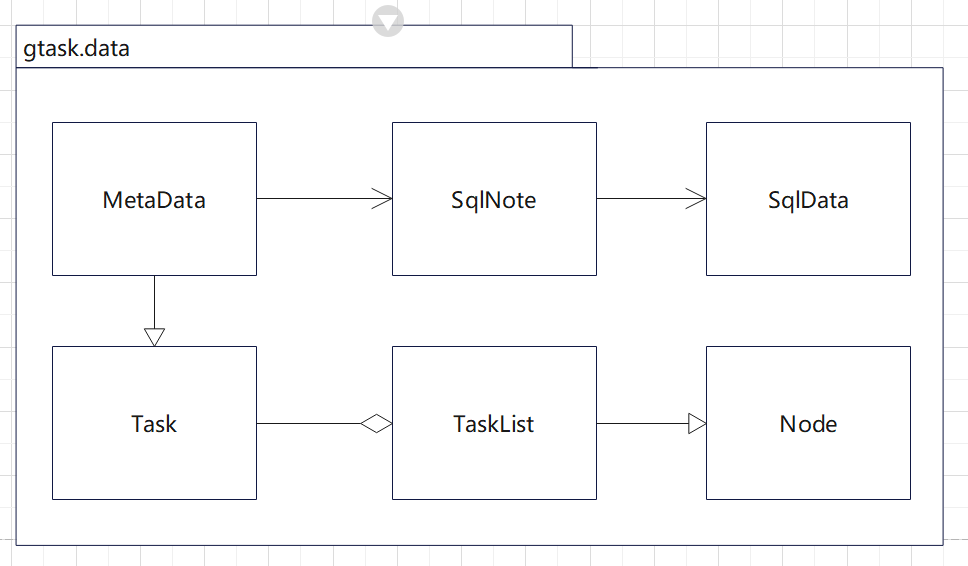 gtask.data
MetaData
SqlNote
SqlData
Task
TaskList
Node